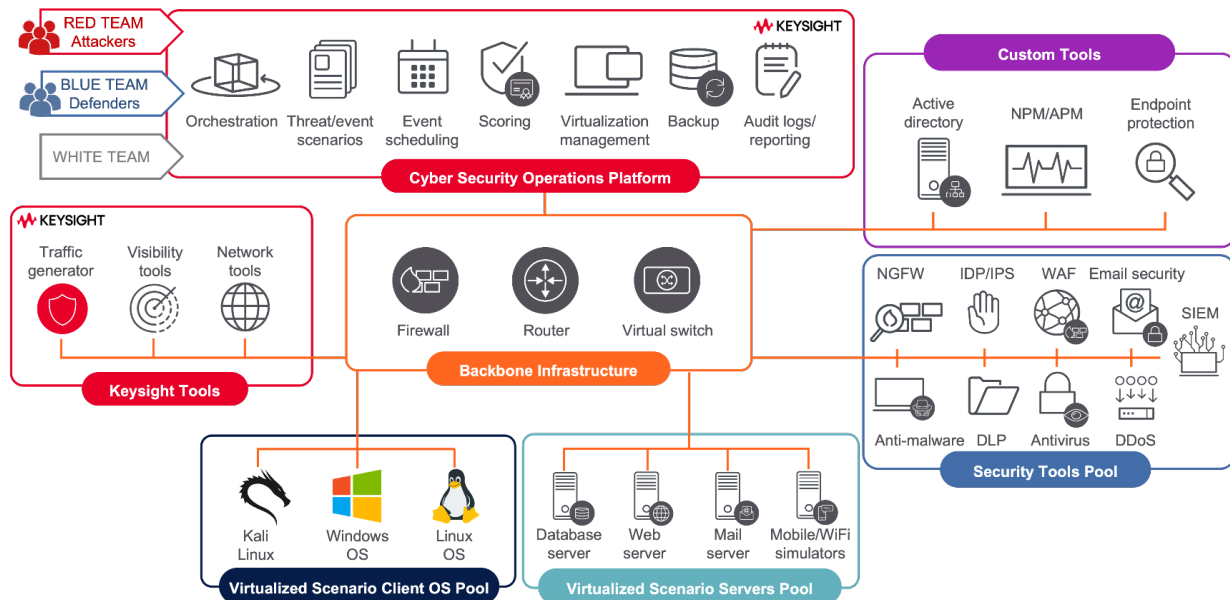 RED TEAM
Attackers
BLUE TEAM
Defenders
WHITE TEAM
KEYSIGHT
Orchestration
Threat/event
scenarios
Event
scheduling
Scoring
Virtualization
management
Backup
Audit logs/
reporting
Cyber Security Operations Platform
Custom Tools
Active
directory
NPM/APM
Endpoint
protection
KEYSIGHT
Traffic
generator
Visibility
tools
Network
tools
Keysight Tools
Firewall
Router
Virtual switch
Backbone Infrastructure
NGFW
IDP/IPS
WAF
Email security
@
SIEM
Anti-malware
DLP
Antivirus
DDoS
Security Tools Pool
Kali
Linux
Windows
OS
Linux
OS
Virtualized Scenario Client OS Pool
Database
server
Web
server
Mail
server
Mobile/WiFi
simulators
Virtualized Scenario Servers Pool